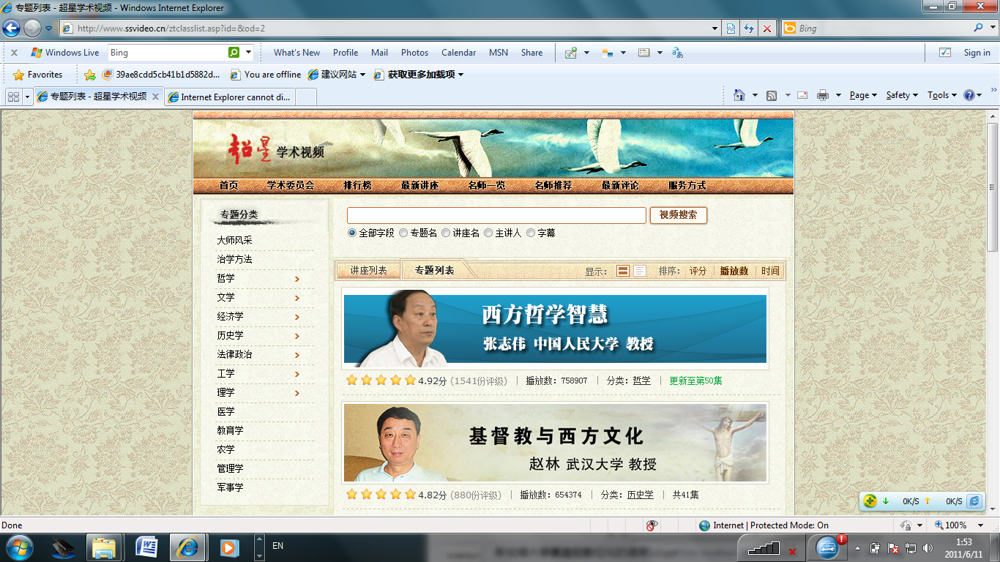 专题列表 - 超星学术视频 - Windows Internet Explorer
http://www.ssvideo.cn/ztclasslist.asp?id=&od=2
Bing
Windows Live
Bing
What's New Profile Mail Photos Calendar MSN Share
Sign in
Favorites
39ae8cdd5cb41b1d5882d...
You are offline
建议网站
获取更多加载项
专题列表 - 超星学术视频
Internet Explorer cannot di...
Page Safety Tools
超星 学术视频
首页 学术委员会 排行榜 最新讲座 名师一览 名师推荐 最新评论 服务方式
专题分类
大师风采
治学方法
哲学
文学
经济学
历史学
法律政治
工学
理学
医学
教育学
农学
管理学
军事学
视频搜索
全部字段 专题名 讲座名 主讲人 字幕
讲座列表 专题列表 显示： 排序： 评分 播放数 时间
西方哲学智慧
张志伟 中国人民大学 教授
4.92分 (1541份评级) | 播放数：758907 | 分类：哲学 | 更新至第50集
基督教与西方文化
赵林 武汉大学 教授
4.82分 (880份评级) | 播放数：654374 | 分类：历史学 | 共41集
0K/S 0K/S
Done
Internet | Protected Mode: On
100%
EN
1:53
2011/6/11